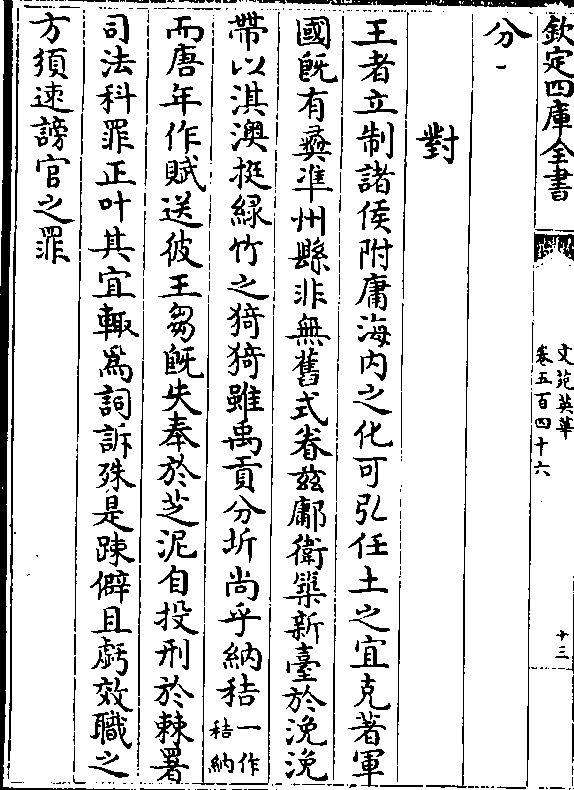 欽定四庫全書
文苑英華
卷五百四十六
十三
分
對
王者立制諸侯附庸海内之化可弘任土之宜克著軍
國旣有彛准州縣非無舊式眷兹鄘衛築新臺於浼浼
帶以淇澳挺緑竹之猗猗雖禹貢分圻尚乎納秸一作
秸納
而唐年作賦送彼王芻旣失奉於芝泥自投刑於棘署
司法科罪正叶其宜輙爲詞訴殊是踈僻且虧效職之
方須速謗官之罪